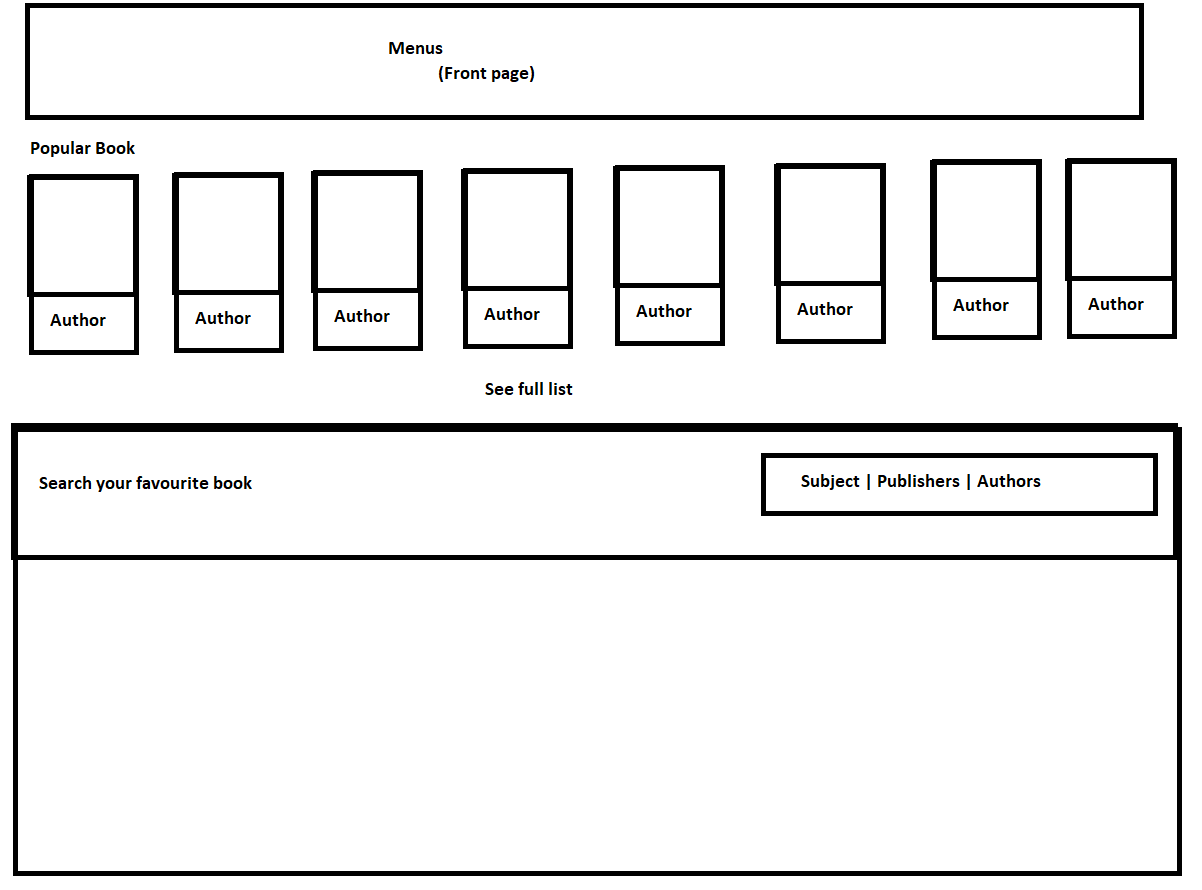 Menus
(Front page)
Popular Book
Author
Author
Author
Author
Author
Author
Author
Author
See full list
Search your favourite book
Subject | Publishers | Authors